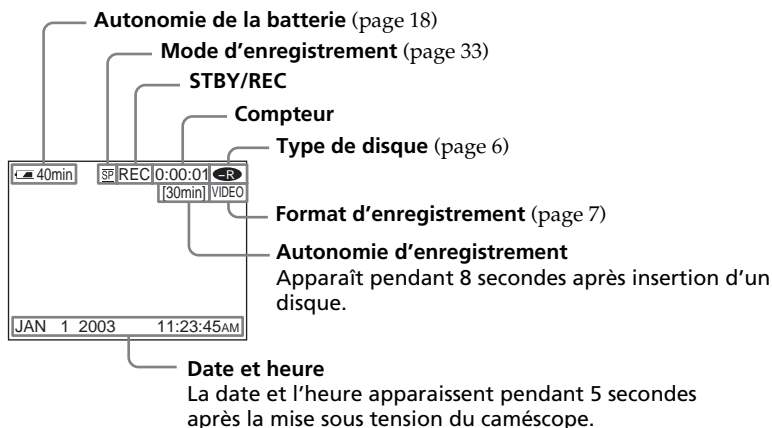 Autonomie de la batterie (page 18)
Mode d'enregistrement (page 33)
STBY/REC
Compteur
Type de disque (page 6)
40min SP REC 0:00:01 -R
[30min] VIDEO
Format d'enregistrement (page 7)
Autonomie d'enregistrement
Apparaît pendant 8 secondes après insertion d'un
disque.
JAN 1 2003 11:23:45AM
Date et heure
La date et l'heure apparaissent pendant 5 secondes
après la mise sous tension du caméscope.